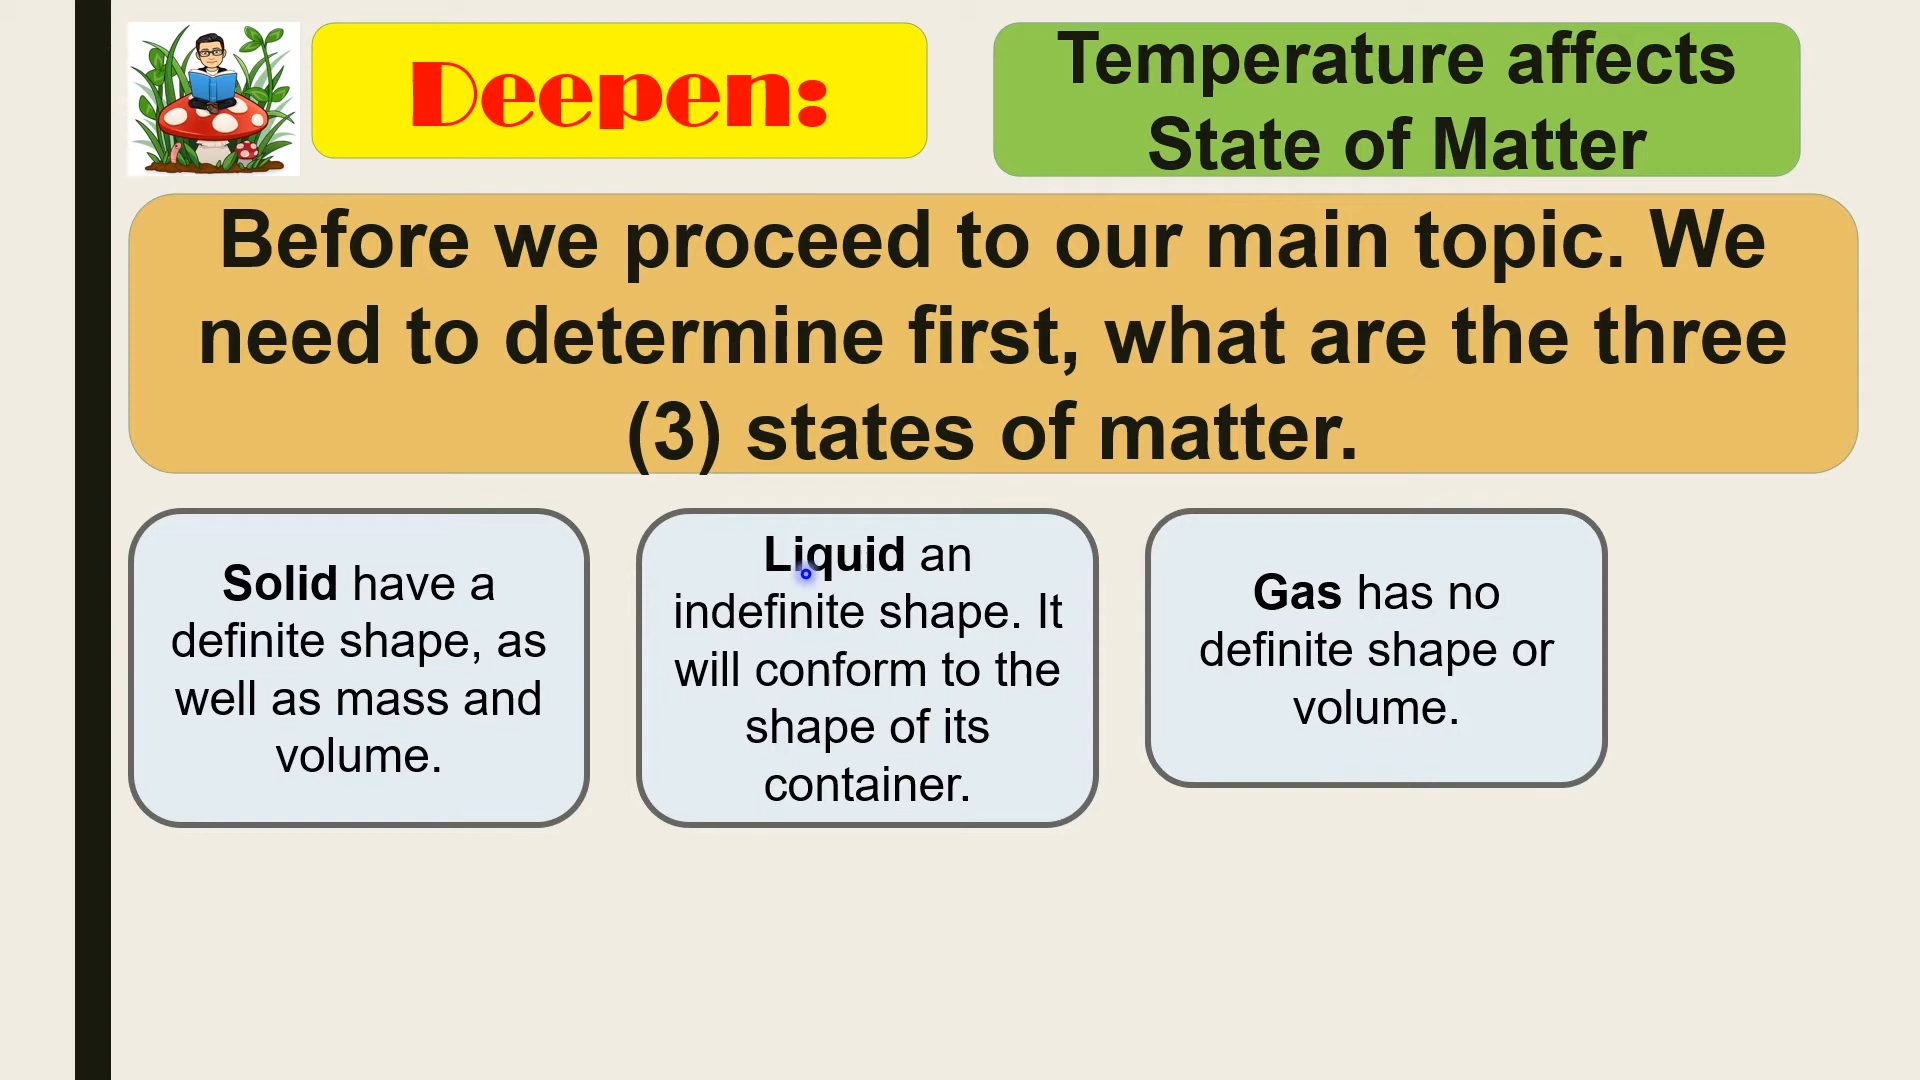 Deepen:
Temperature affects
State of Matter
Before we proceed to our main topic. We
need to determine first, what are the three
(3) states of matter.
Solid have a
definite shape, as
well as mass and
volume.
Liquid an
indefinite shape. It
will conform to the
shape of its
container.
Gas has no
definite shape or
volume.